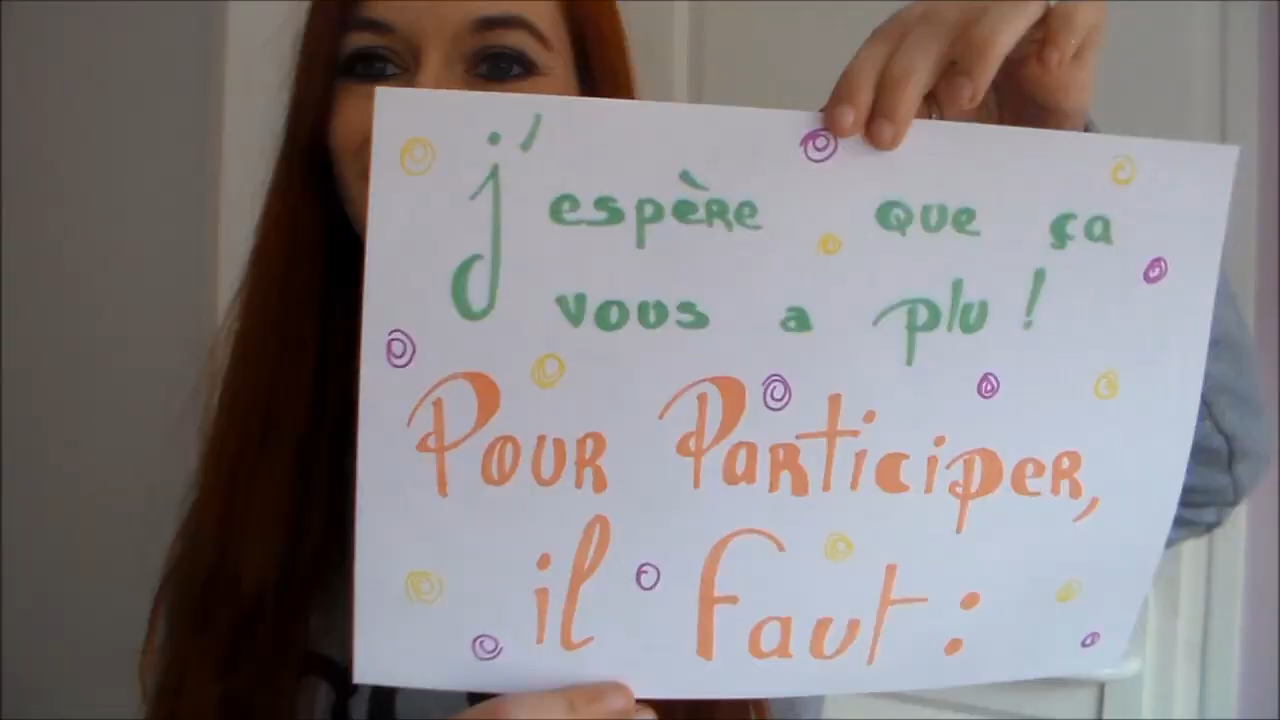 j'espère que ça
vous a plu !
Pour Participer,
il faut :